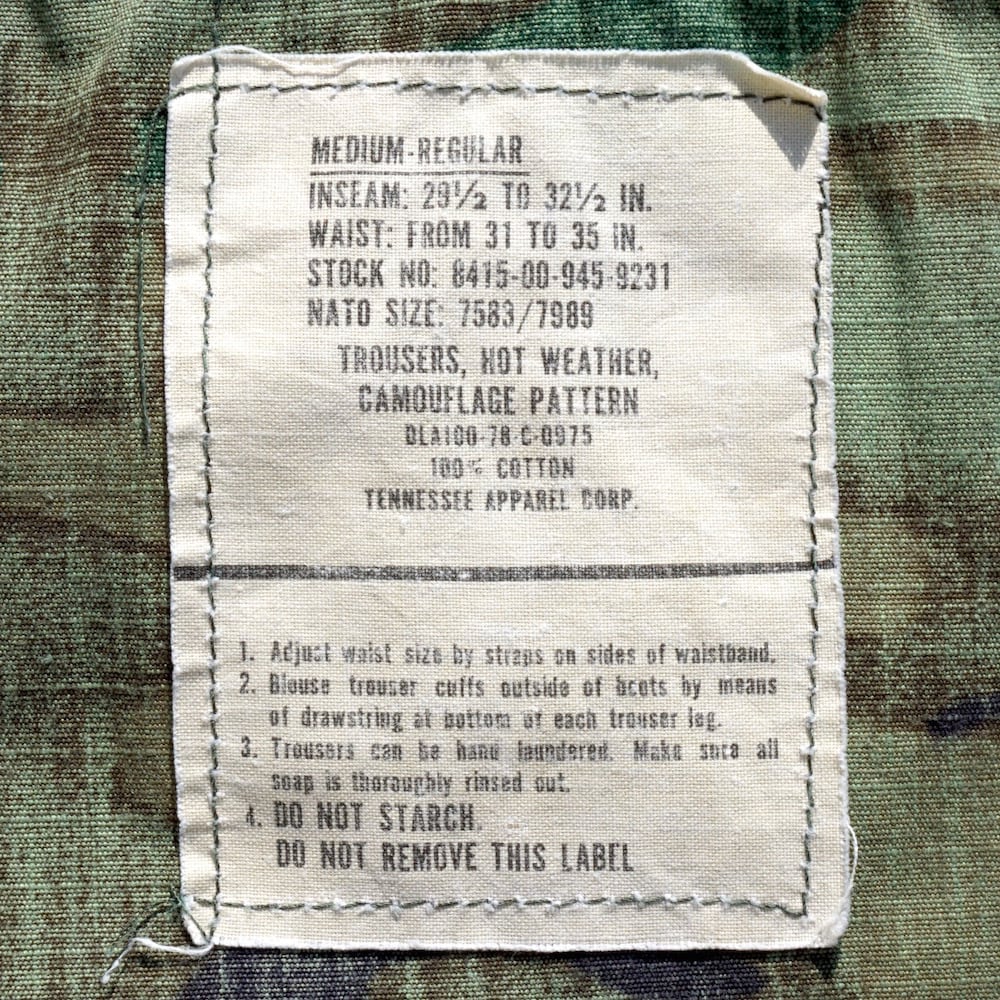 MEDIUM-REGULAR
INSEAM: 29½ TO 32½ IN.
WAIST: FROM 31 TO 35 IN.
STOCK NO: 8415-00-945-9231
NATO SIZE: 7583/7989
TROUSERS, HOT WEATHER,
CAMOUFLAGE PATTERN
DLA100-78-C-0975
100% COTTON
TENNESSEE APPAREL CORP.
1. Adjust waist size by straps on sides of waistband.
2. Blouse trouser cuffs outside of boots by means
of drawstring at bottom of each trouser leg.
3. Trousers can be hand laundered. Make sure all
soap is thoroughly rinsed out.
4. DO NOT STARCH.
DO NOT REMOVE THIS LABEL